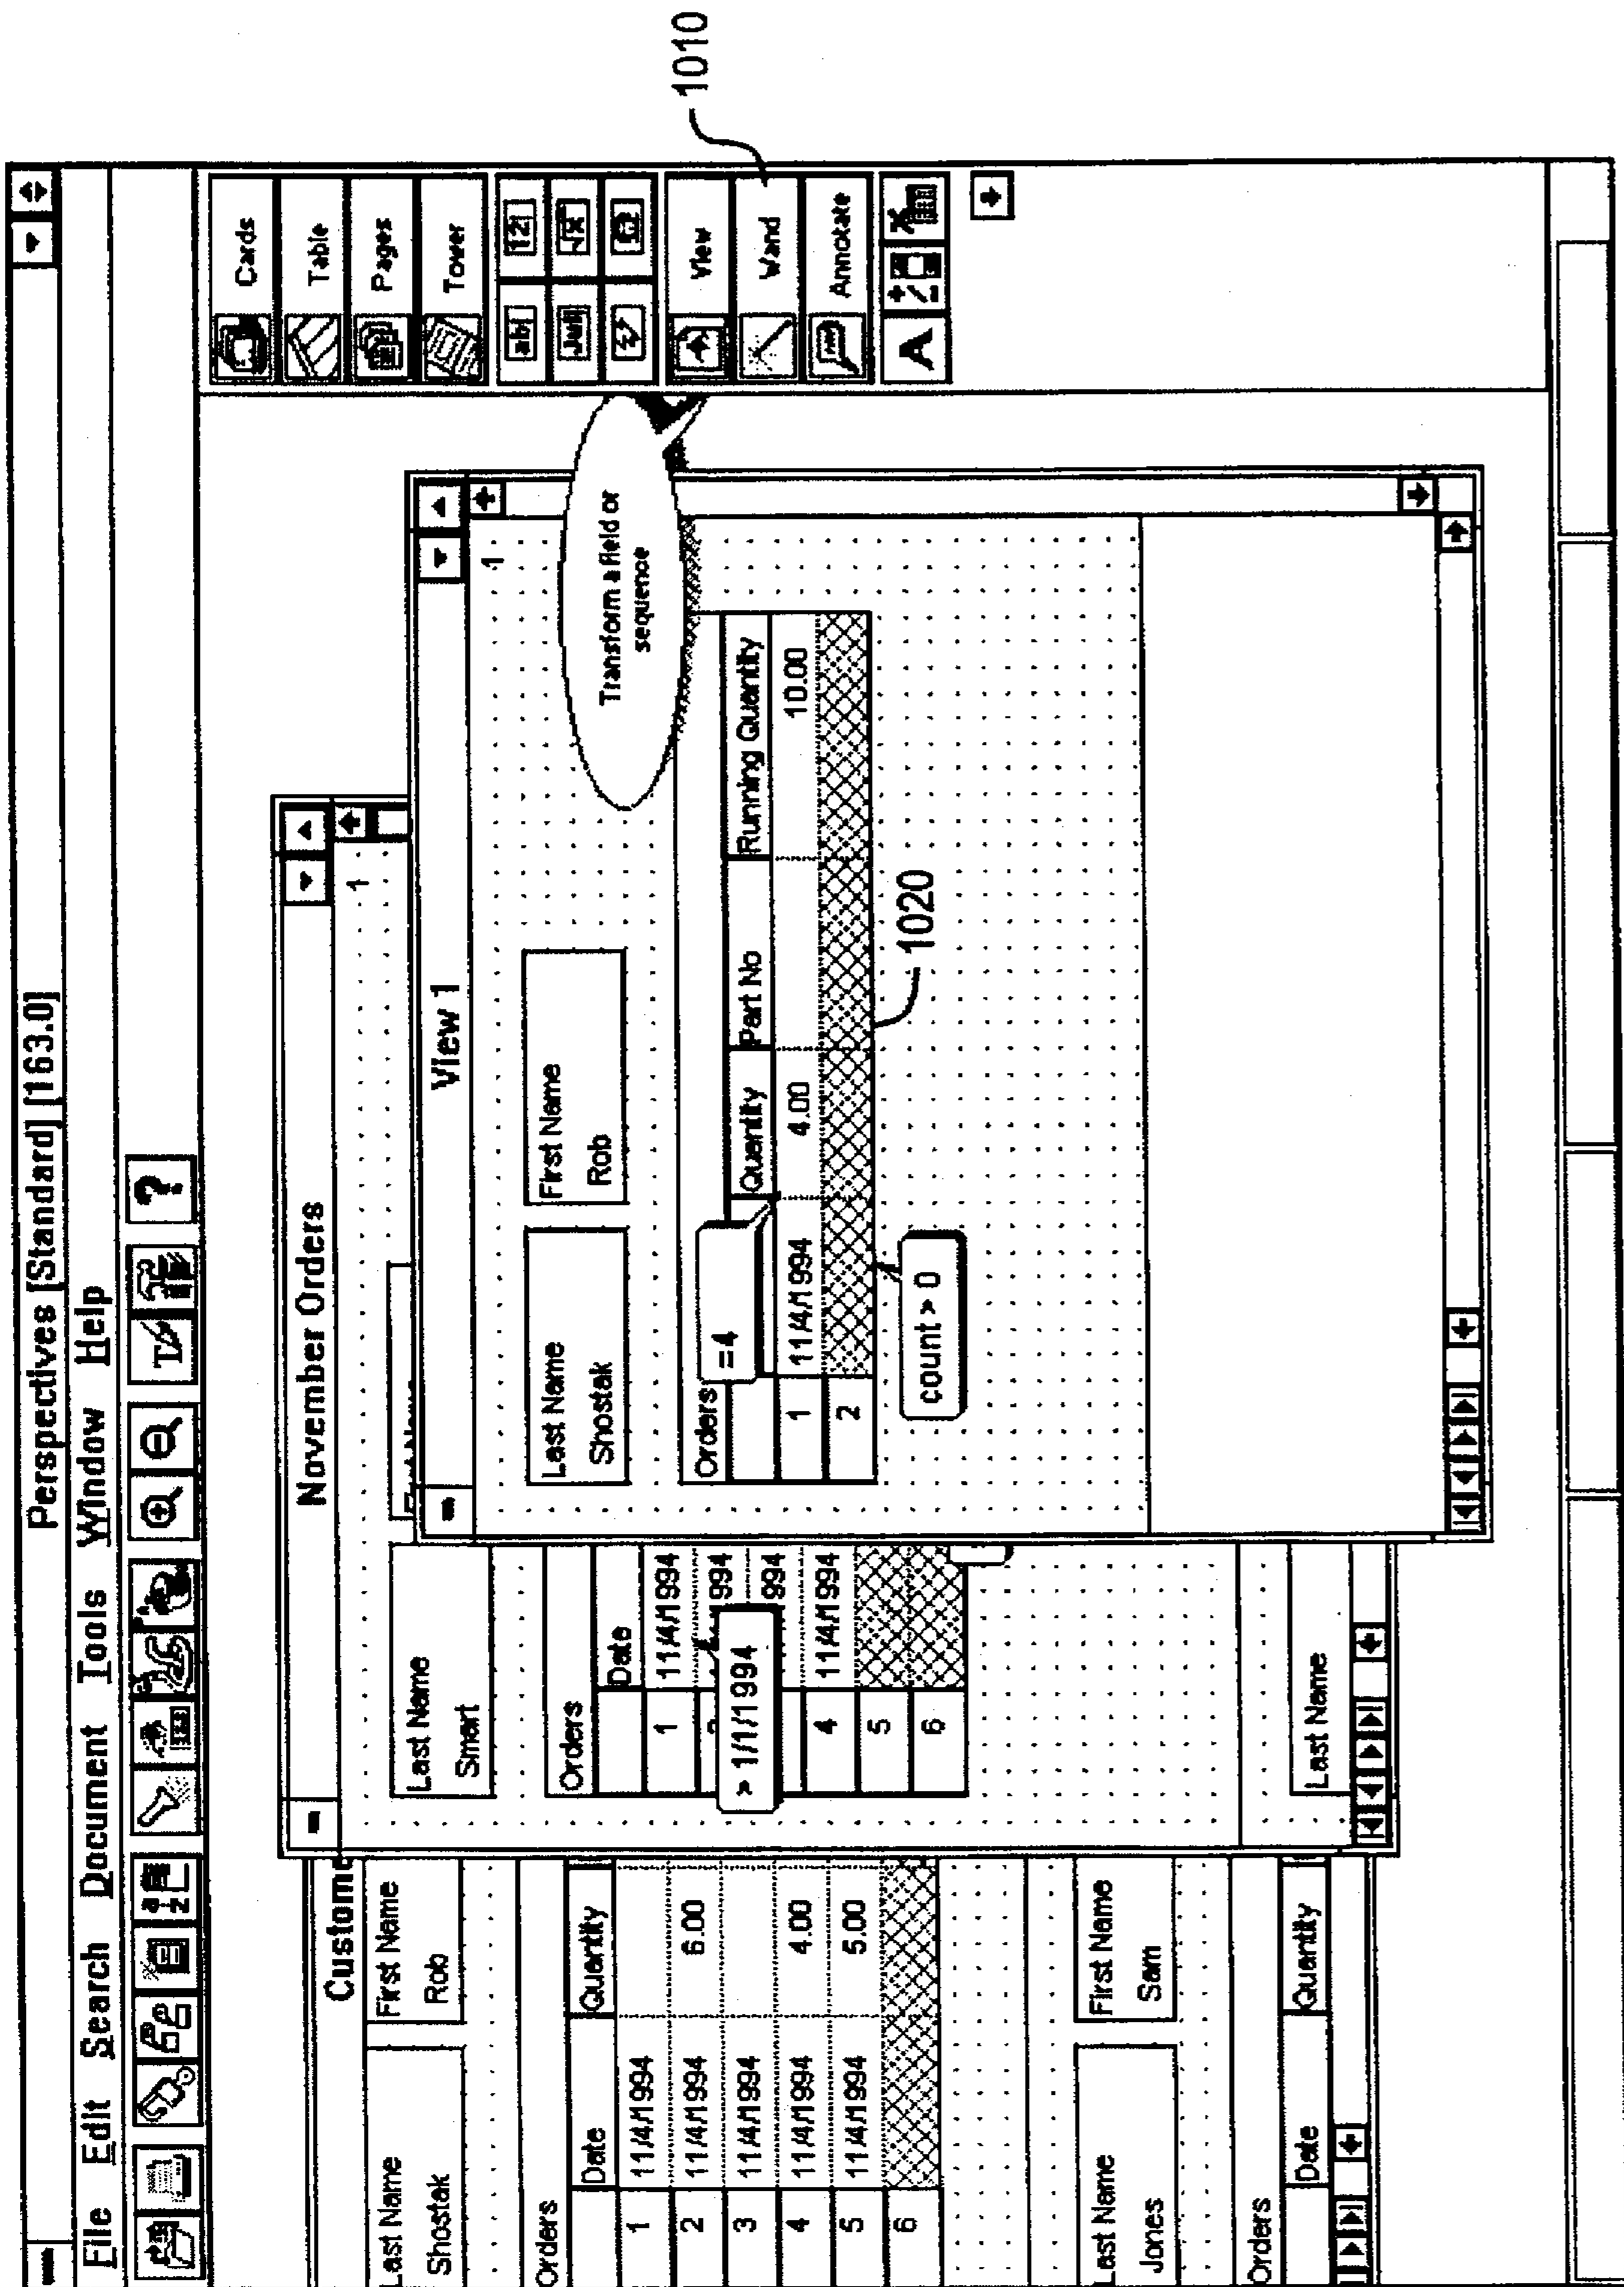 Perspectives [Standard] [163.0]
File Edit Search Document Tools Window Help
?
Custome
Last Name
Shostak
First Name
Rob
Orders
Date Quantity
1 11/4/1994
2 11/4/1994 6.00
3 11/4/1994
4 11/4/1994 4.00
5 11/4/1994 5.00
6
Last Name
Jones
First Name
Sam
Orders
Date Quantity
November Orders
1
Last Name
Smart
Orders
Date
1 11/4/1994
994
> 1/1/1994
994
4 11/4/1994
5
6
Last Name
View 1
1
Last Name
Shostak
First Name
Rob
Orders
=4
Quantity Part No Running Quantity
1 11/4/1994 4.00 10.00
2
count > 0
1020
Transform a field or
sequence
Cards
Table
Pages
Tower
ab|
12|
View
Wand
Annotate
A
1010